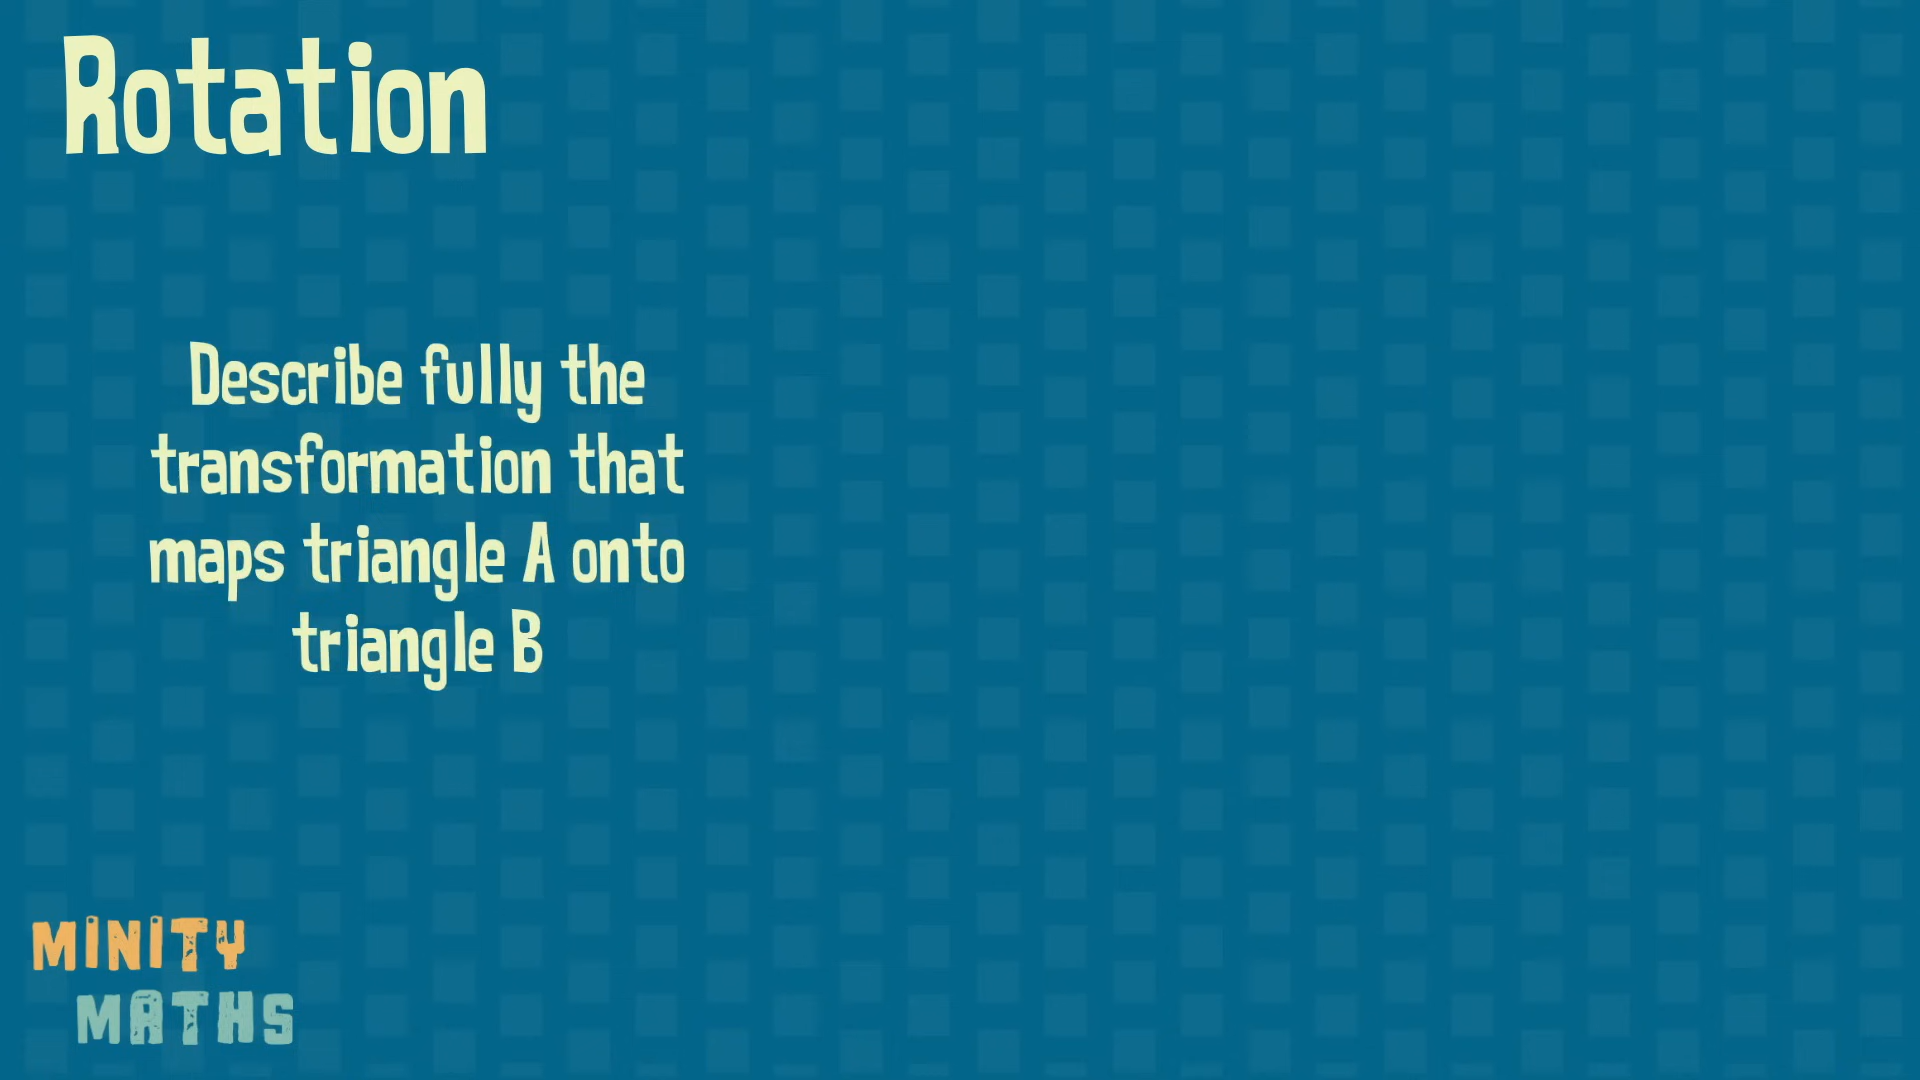 Rotation
Describe fully the
transformation that
maps triangle A onto
triangle B
MINITY
MATHS